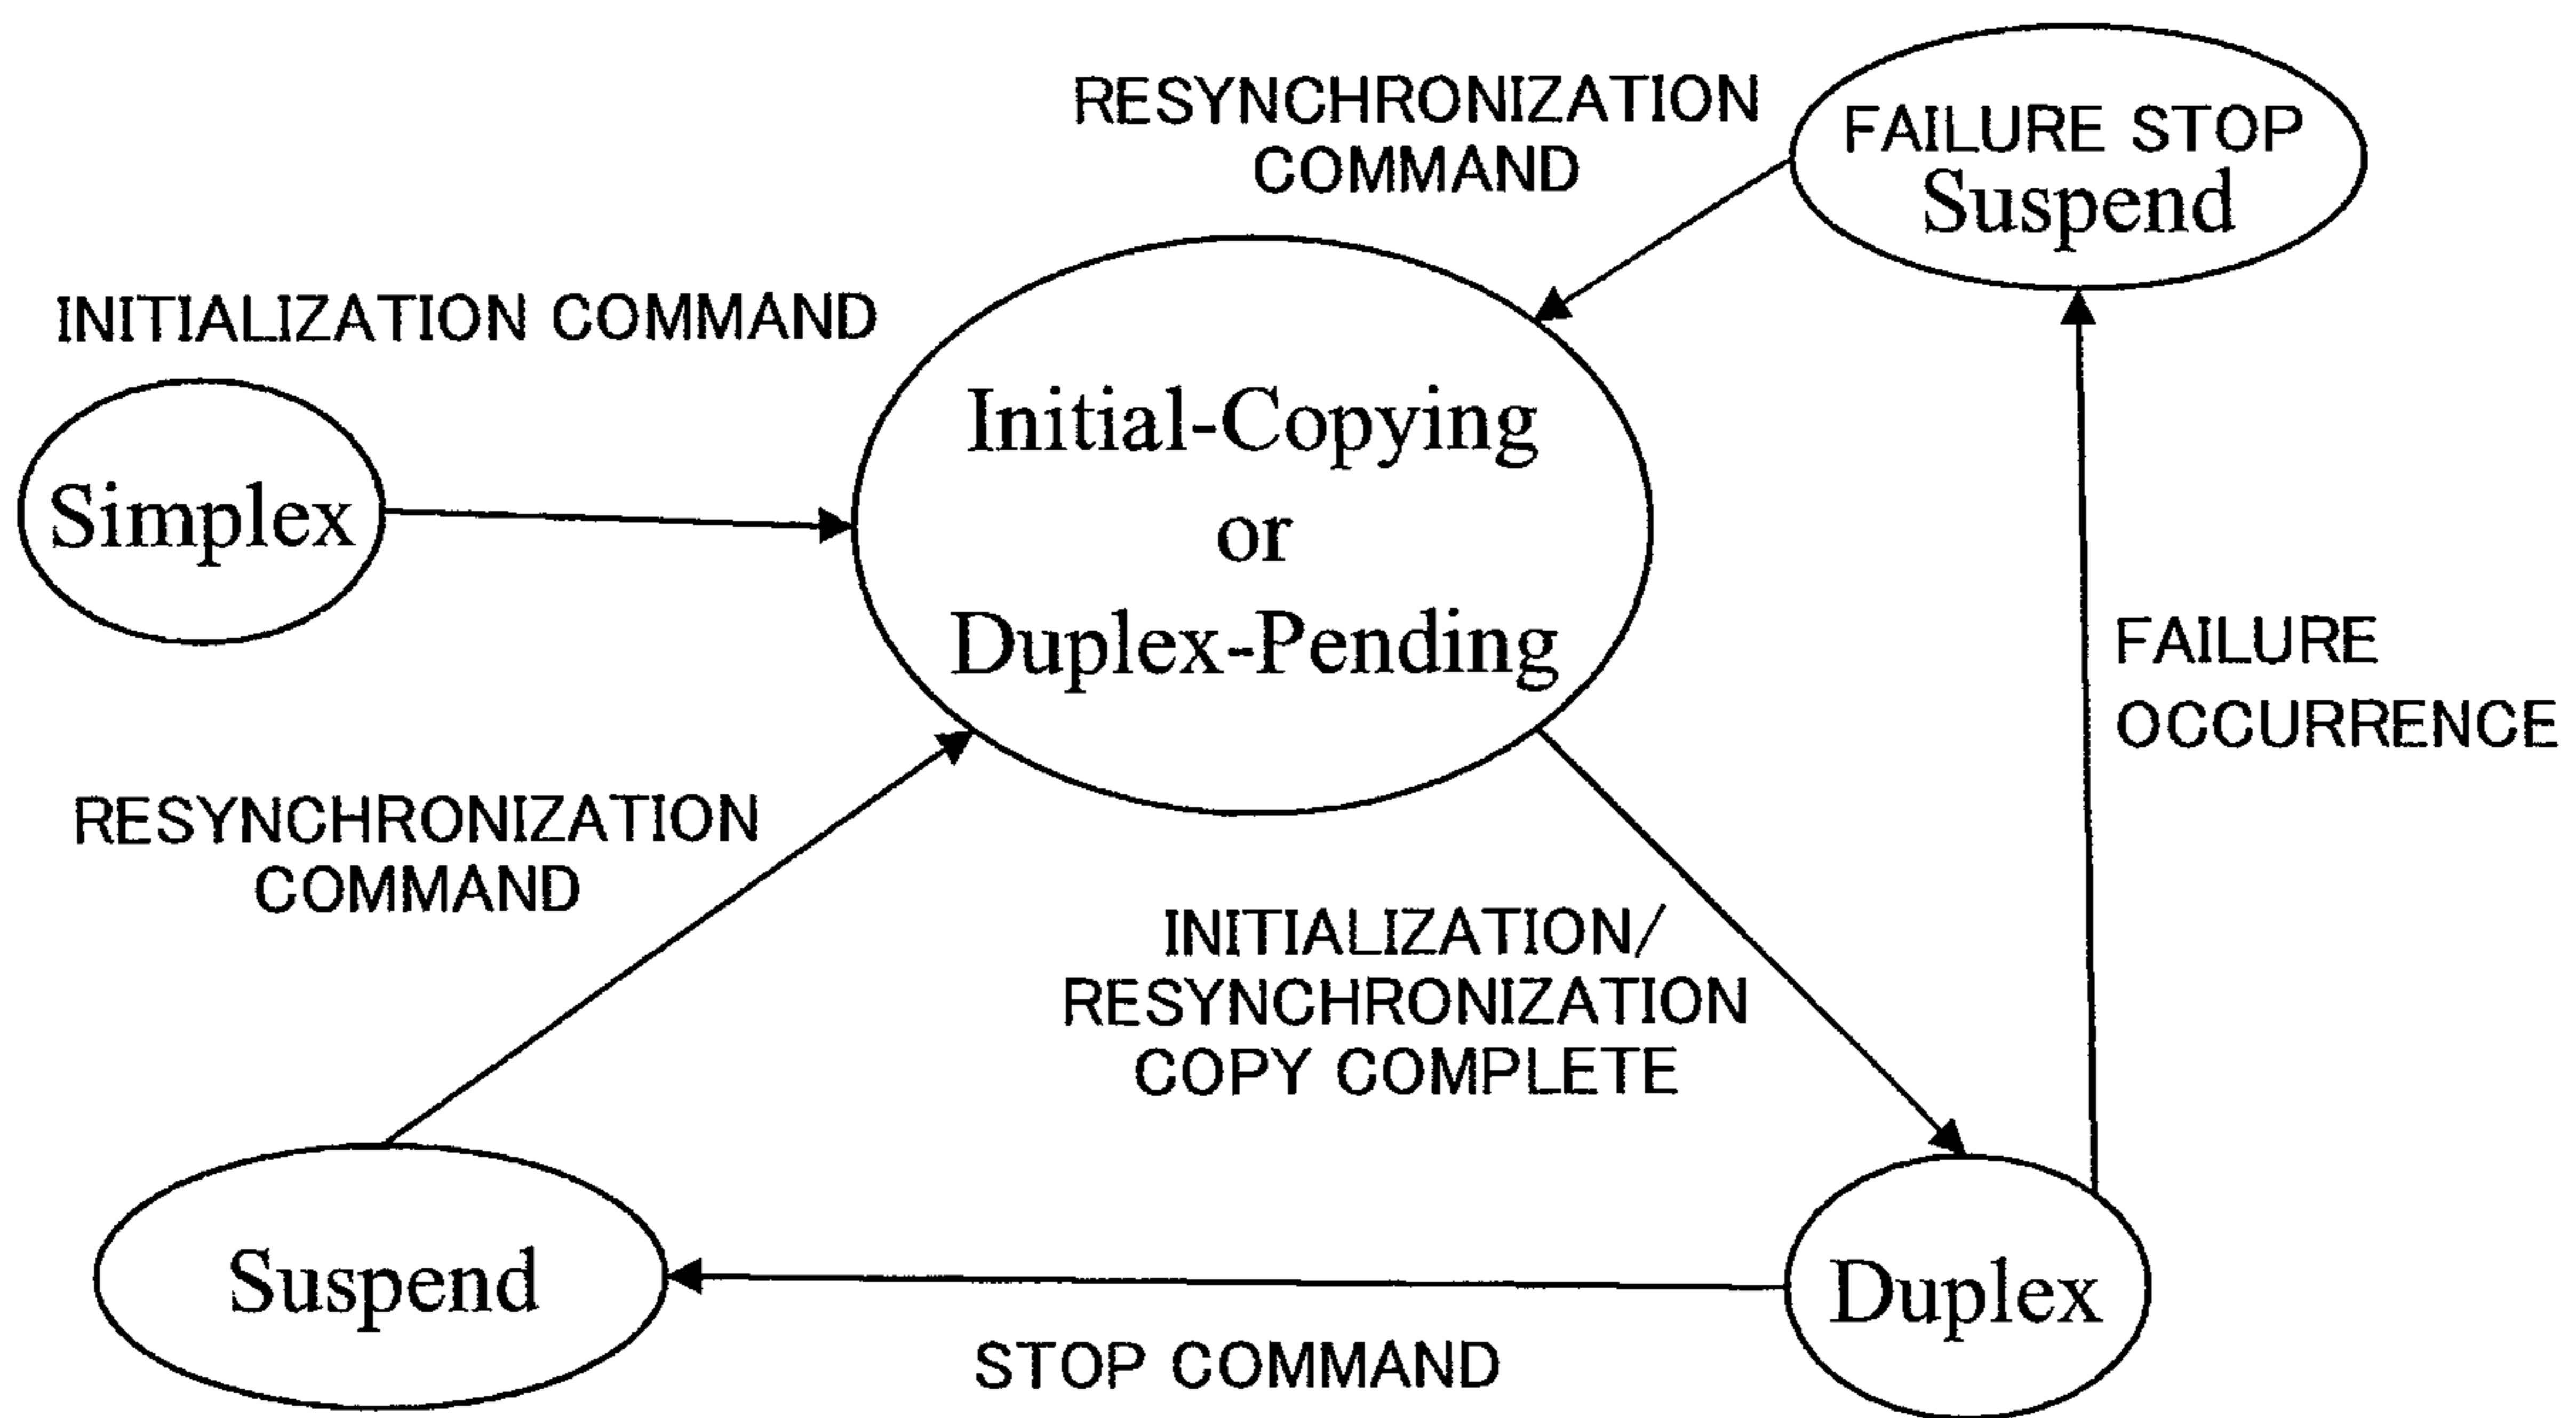 RESYNCHRONIZATION
COMMAND
FAILURE STOP
Suspend
INITIALIZATION COMMAND
Simplex
Initial-Copying
or
Duplex-Pending
FAILURE
OCCURRENCE
RESYNCHRONIZATION
COMMAND
INITIALIZATION/
RESYNCHRONIZATION
COPY COMPLETE
Suspend
STOP COMMAND
Duplex